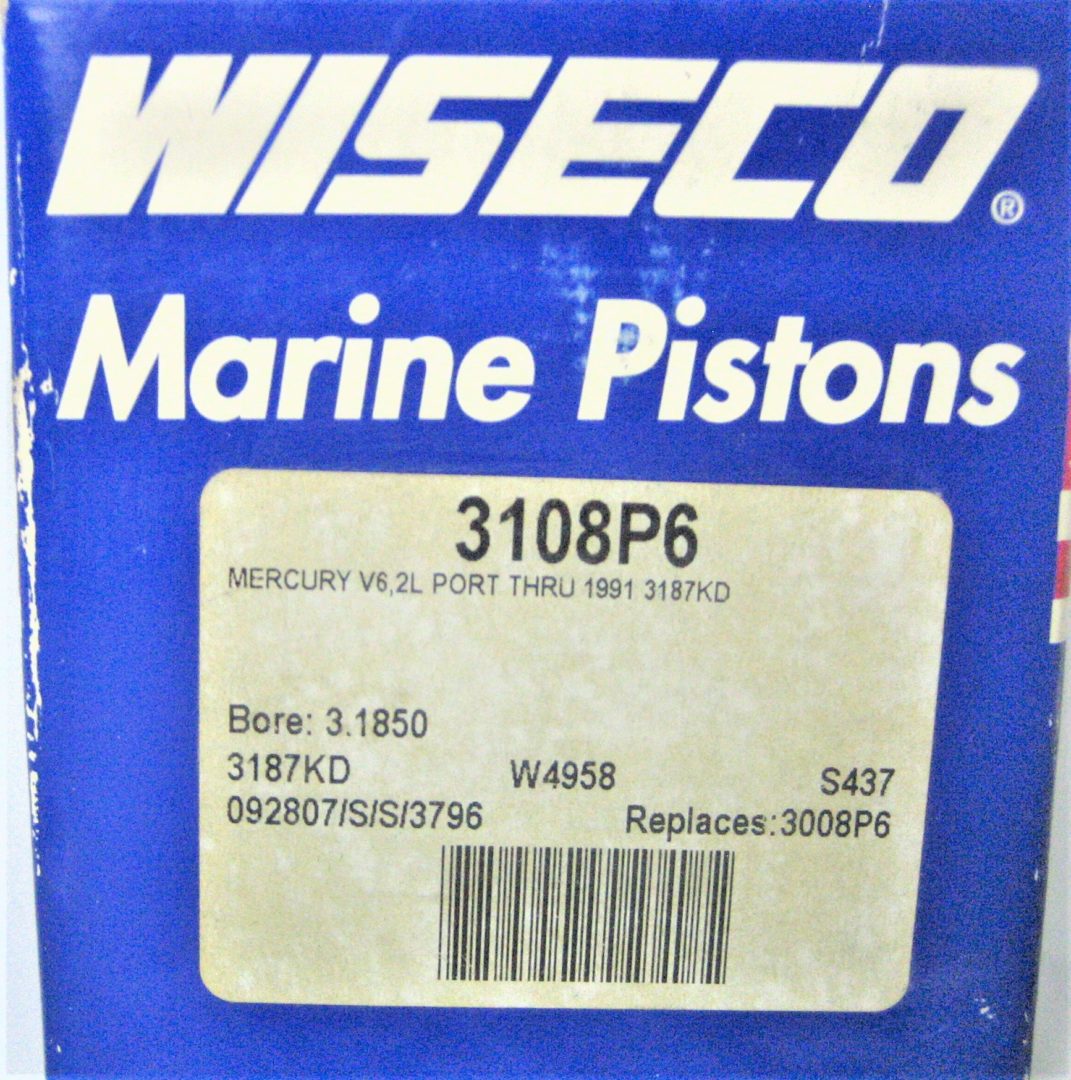 WISECO®
Marine Pistons
3108P6
MERCURY V6,2L PORT THRU 1991 3187KD
Bore: 3.1850
3187KD W4958 S437
092807/S/S/3796 Replaces:3008P6